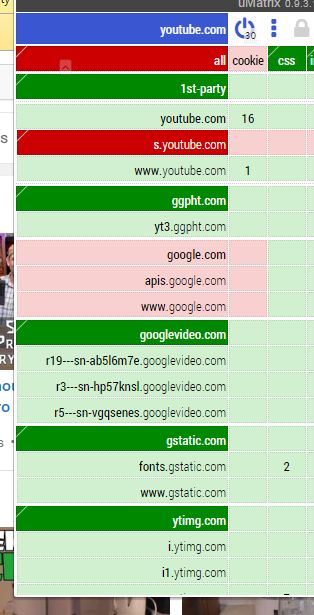 uMatrix 0.9.3.
youtube.com 30
all cookie css
1st-party
youtube.com 16
s.youtube.com
www.youtube.com 1
ggpht.com
yt3.ggpht.com
google.com
apis.google.com
www.google.com
googlevideo.com
r19---sn-ab5l6m7e.googlevideo.com
r3---sn-hp57knsl.googlevideo.com
r5---sn-vgqsenes.googlevideo.com
gstatic.com
fonts.gstatic.com 2
www.gstatic.com
ytimg.com
i.ytimg.com
i1.ytimg.com